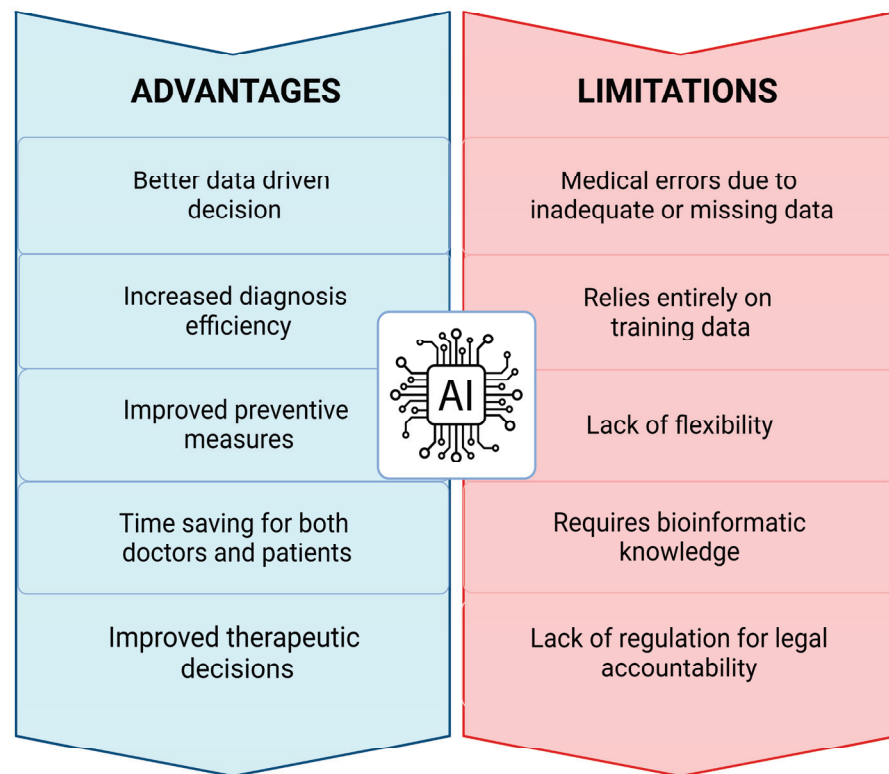 ADVANTAGES
Better data driven
decision
Increased diagnosis
efficiency
Improved preventive
measures
Time saving for both
doctors and patients
Improved therapeutic
decisions
AI
LIMITATIONS
Medical errors due to
inadequate or missing data
Relies entirely on
training data
Lack of flexibility
Requires bioinformatic
knowledge
Lack of regulation for legal
accountability